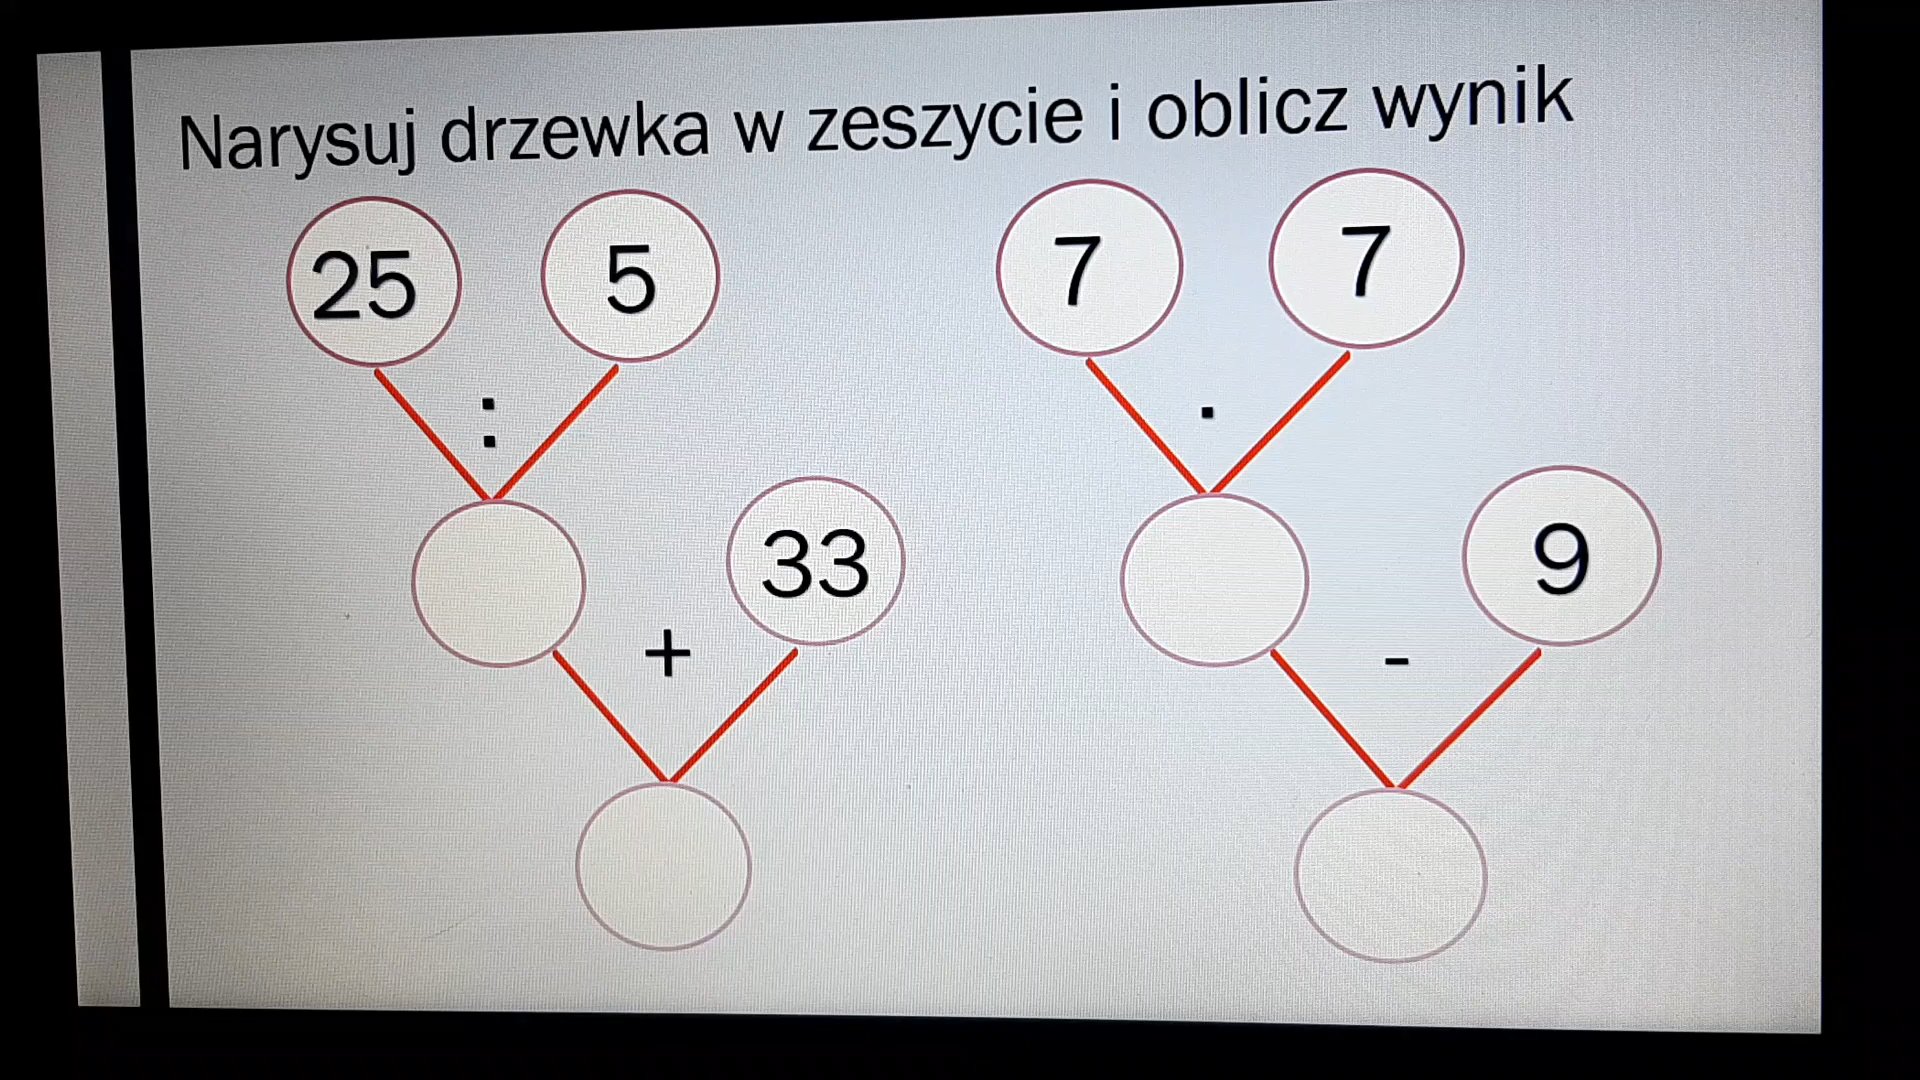 Narysuj drzewka w zeszycie i oblicz wynik
25 5 7 7
: ·
33 9
+ -